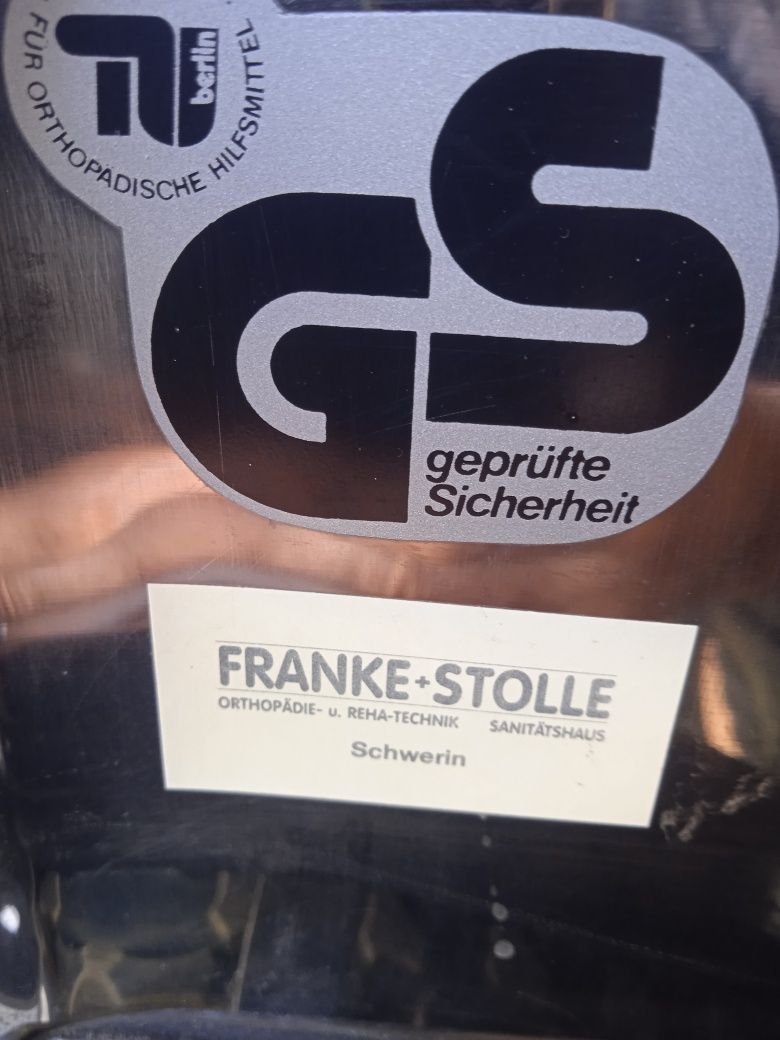 FÜR ORTHOPÄDISCHE HILFSMITTEL
TU
berlin
GS
geprüfte
Sicherheit
FRANKE+STOLLE
ORTHOPÄDIE- u. REHA-TECHNIK SANITÄTSHAUS
Schwerin